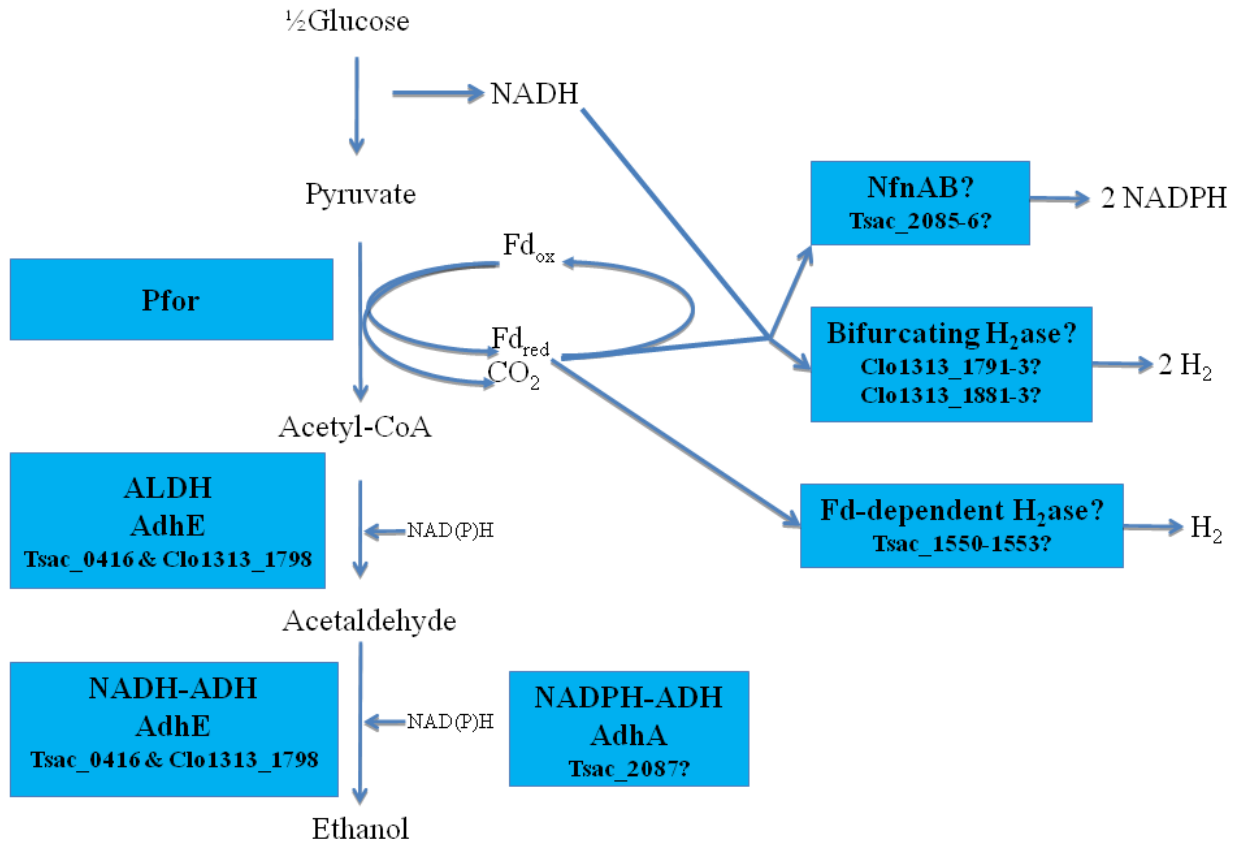 ½Glucose
NADH
Pyruvate
NfnAB?
Tsac_2085-6?
2 NADPH
Fdox
Pfor
Fdred
CO2
Bifurcating H2ase?
Clo1313_1791-3?
Clo1313_1881-3?
2 H2
Acetyl-CoA
ALDH
AdhE
Tsac_0416 & Clo1313_1798
NAD(P)H
Fd-dependent H2ase?
Tsac_1550-1553?
H2
Acetaldehyde
NADH-ADH
AdhE
Tsac_0416 & Clo1313_1798
NAD(P)H
NADPH-ADH
AdhA
Tsac_2087?
Ethanol